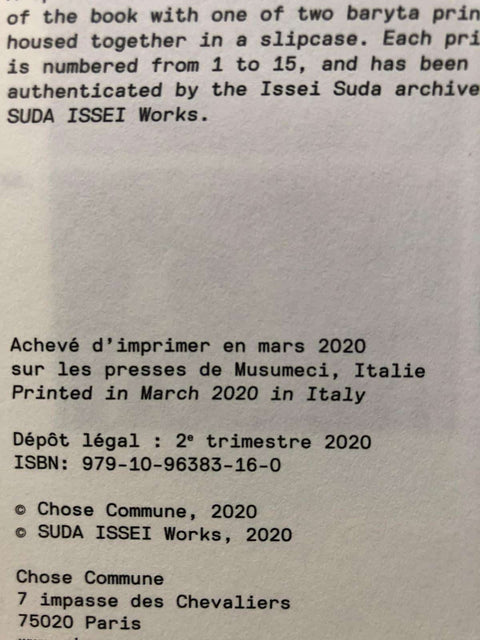 of the book with one of two baryta
housed together in a slipcase. Each
is numbered from 1 to 15, and has been
authenticated by the Issei Suda archive
SUDA ISSEI Works.
Achevé d'imprimer en mars 2020
sur les presses de Musumeci, Italie
Printed in March 2020 in Italy
Dépôt légal : 2ᵉ trimestre 2020
ISBN: 979-10-96383-16-0
© Chose Commune, 2020
© SUDA ISSEI Works, 2020
Chose Commune
7 impasse des Chevaliers
75020 Paris